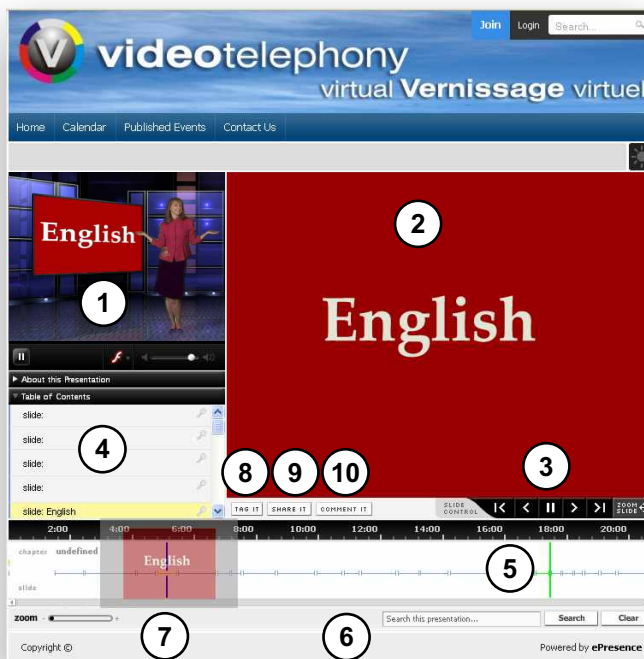 Join Login Search...
V videotelephony
virtual Vernissage virtuel
Home Calendar Published Events Contact Us
English
1
2
English
About this Presentation
Table of Contents
slide:
slide:
slide:
slide:
slide: English
4
8 9 10
3
TAG IT SHARE IT COMMENT IT
SLIDE CONTROL
ZOOM SLIDE
2:00 4:00 6:00 8:00 10:00 12:00 14:00 16:00 18:00 20:00
chapter undefined
English
5
slide
zoom - +
7
6
Search this presentation... Search Clear
Copyright © Powered by ePresence